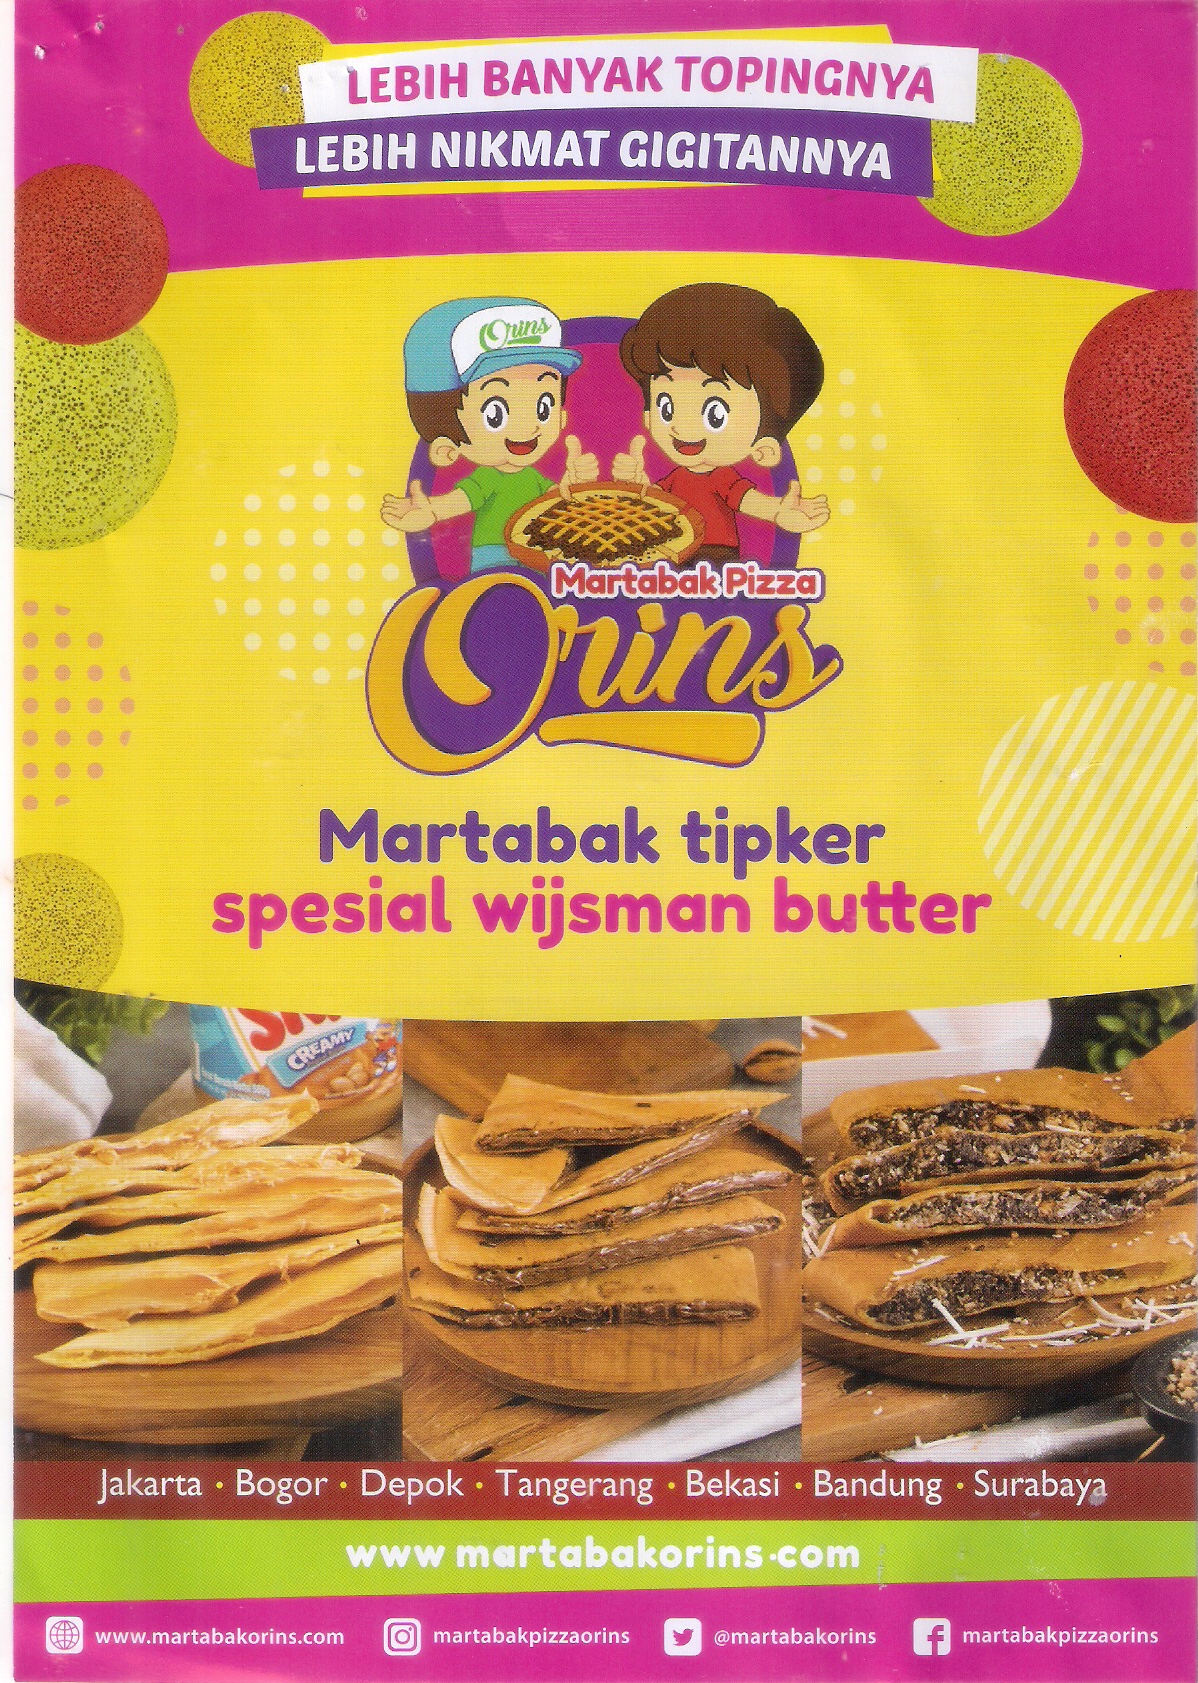 LEBIH BANYAK TOPINGNYA
LEBIH NIKMAT GIGITANNYA
Orins
Martabak Pizza
Orins
Martabak tipker
spesial wijsman butter
CREAMY
Jakarta • Bogor • Depok • Tangerang • Bekasi • Bandung • Surabaya
www.martabakorins.com
www.martabakorins.com martabakpizzaorins @martabakorins martabakpizzaorins